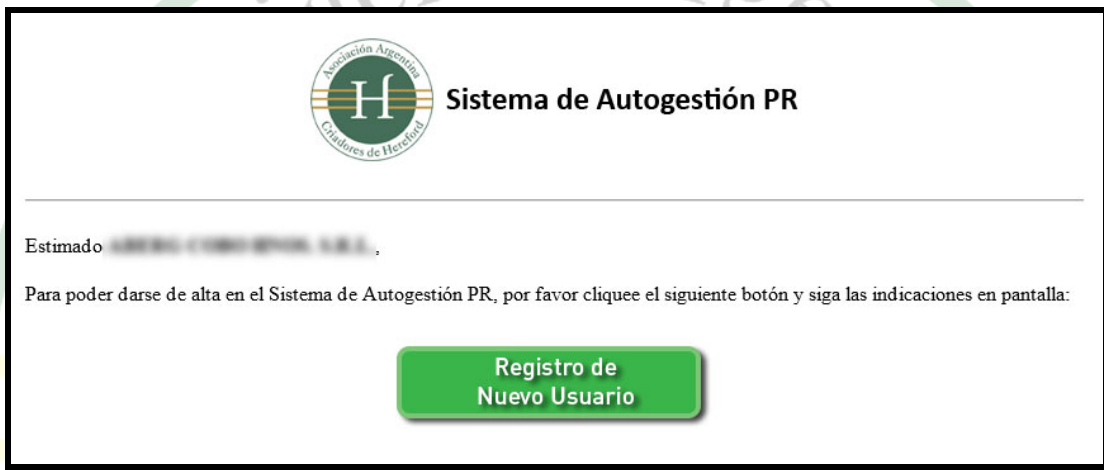 Asociación Argentina
H
Criadores de Hereford
Sistema de Autogestión PR
Estimado
Para poder darse de alta en el Sistema de Autogestión PR, por favor cliquee el siguiente botón y siga las indicaciones en pantalla:
Registro de
Nuevo Usuario